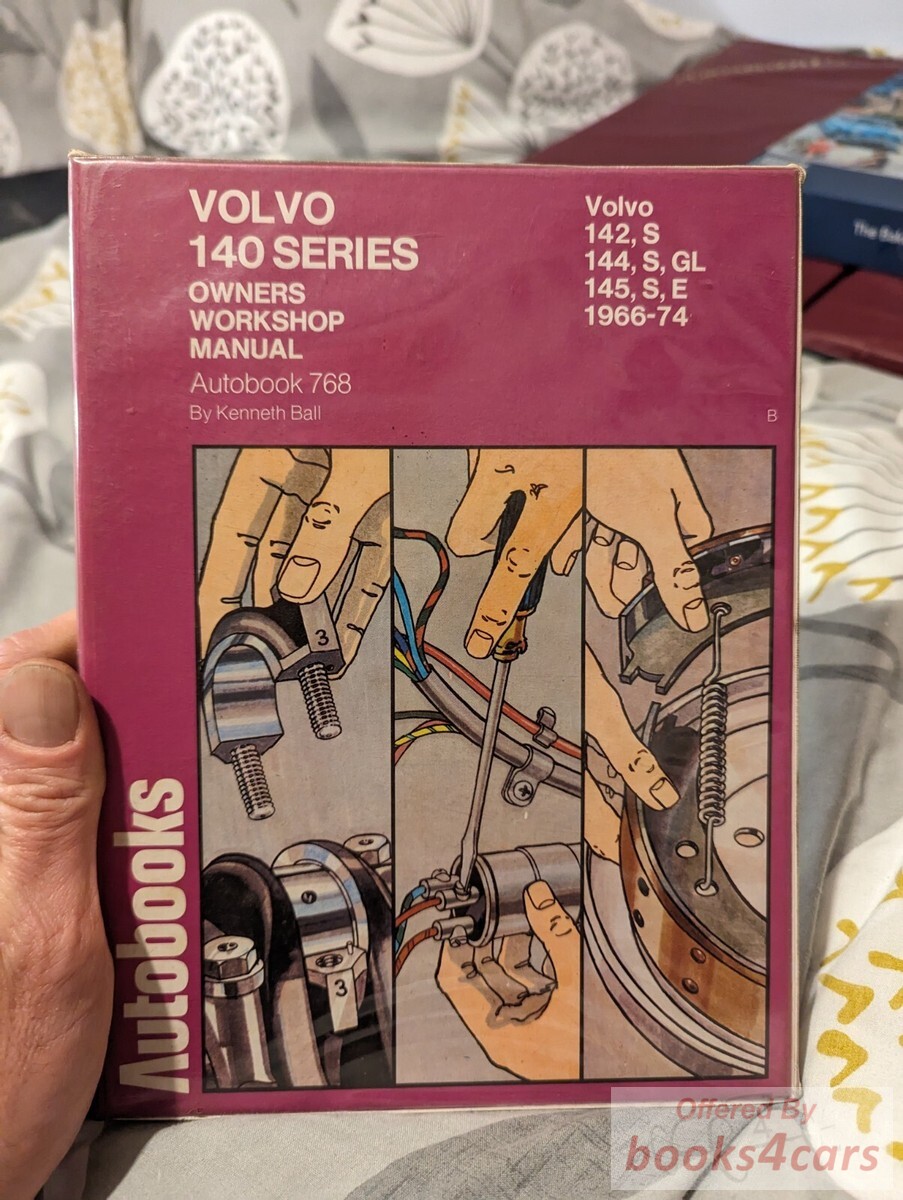 VOLVO
140 SERIES
OWNERS
WORKSHOP
MANUAL
Autobook 768
By Kenneth Ball
Volvo
142, S
144, S, GL
145, S, E
1966-74
B
3
3
Autobooks
The
Offered By
books4cars